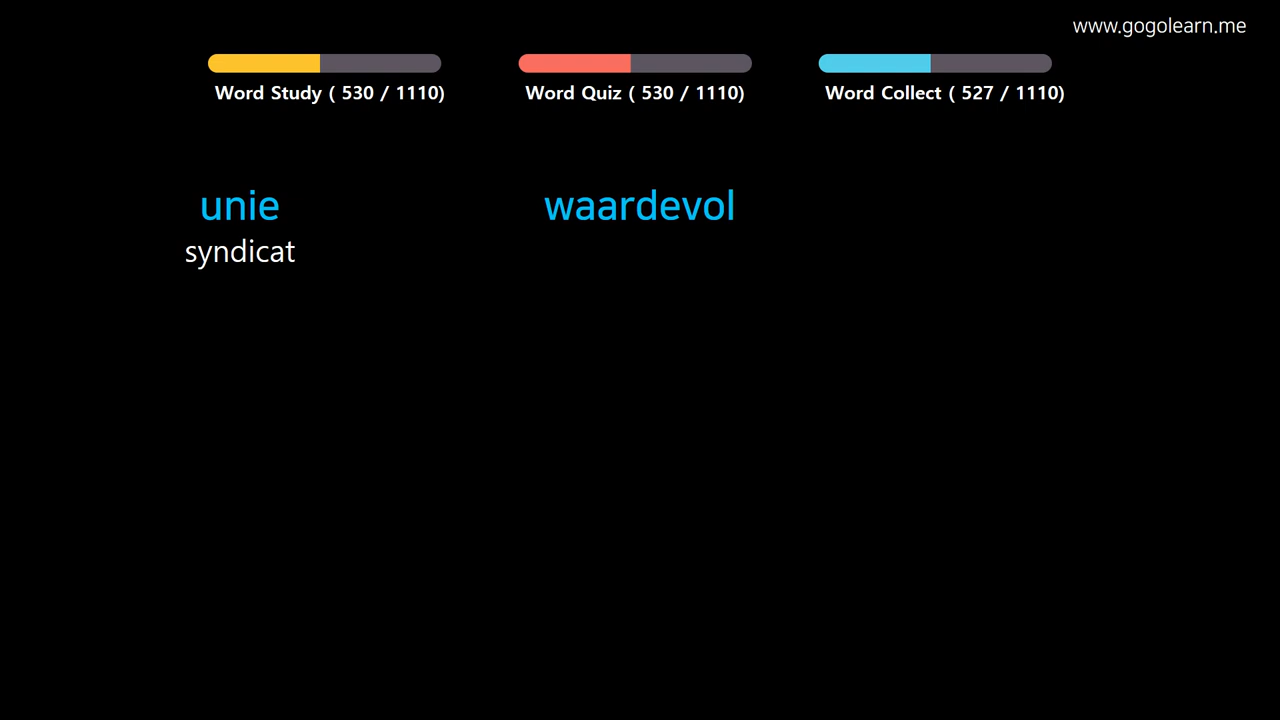 www.gogolearn.me
Word Study ( 530 / 1110)
Word Quiz ( 530 / 1110)
Word Collect ( 527 / 1110)
unie
syndicat
waardevol